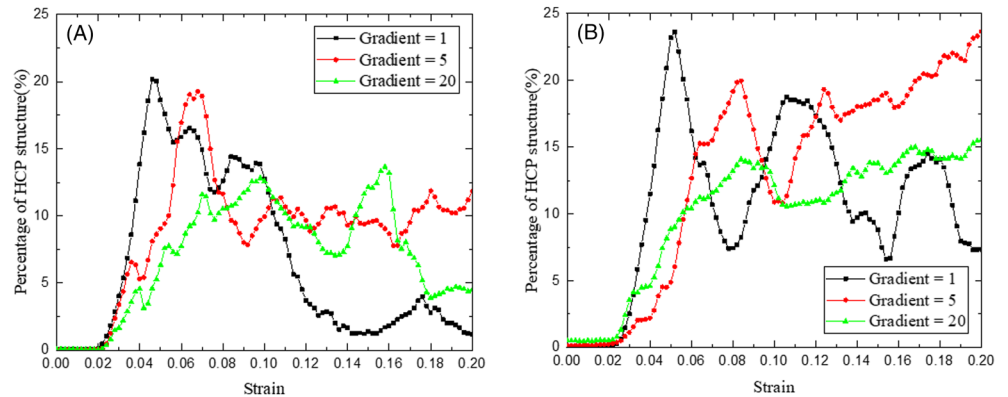 (A)
Gradient = 1
Gradient = 5
Gradient = 20
Percentage of HCP structure(%)
25
20
15
10
5
0
0.00 0.02 0.04 0.06 0.08 0.10 0.12 0.14 0.16 0.18 0.20
Strain
(B)
Gradient = 1
Gradient = 5
Gradient = 20
Percentage of HCP structure(%)
25
20
15
10
5
0
0.00 0.02 0.04 0.06 0.08 0.10 0.12 0.14 0.16 0.18 0.20
Strain